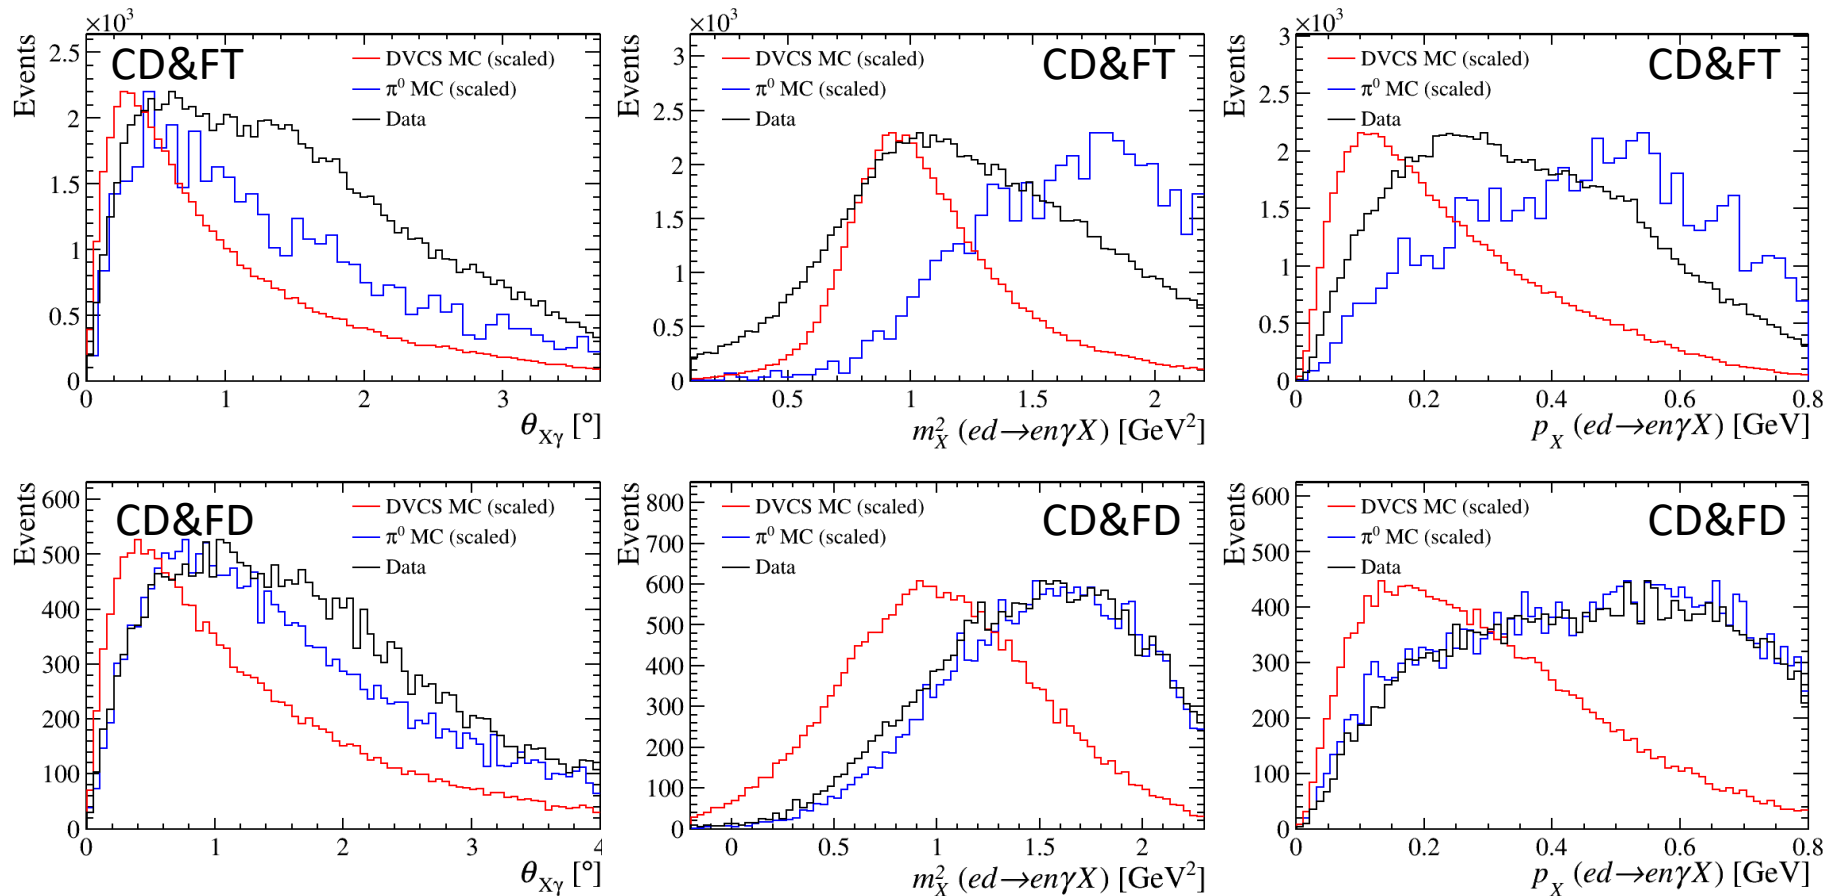 ×10³
Events
CD&FT
DVCS MC (scaled)
π⁰ MC (scaled)
Data
2.5
2
1.5
1
0.5
0
0 1 2 3
θ_Xγ [°]
×10³
Events
CD&FT
DVCS MC (scaled)
π⁰ MC (scaled)
Data
3
2.5
2
1.5
1
0.5
0
0.5 1 1.5 2
m²_X (ed→enγX) [GeV²]
×10³
Events
CD&FT
DVCS MC (scaled)
π⁰ MC (scaled)
Data
3
2.5
2
1.5
1
0.5
0
0 0.2 0.4 0.6 0.8
p_X (ed→enγX) [GeV]
Events
CD&FD
DVCS MC (scaled)
π⁰ MC (scaled)
Data
600
500
400
300
200
100
0
0 1 2 3 4
θ_Xγ [°]
Events
CD&FD
DVCS MC (scaled)
π⁰ MC (scaled)
Data
800
700
600
500
400
300
200
100
0
0 0.5 1 1.5 2
m²_X (ed→enγX) [GeV²]
Events
CD&FD
DVCS MC (scaled)
π⁰ MC (scaled)
Data
600
500
400
300
200
100
0
0 0.2 0.4 0.6 0.8
p_X (ed→enγX) [GeV]